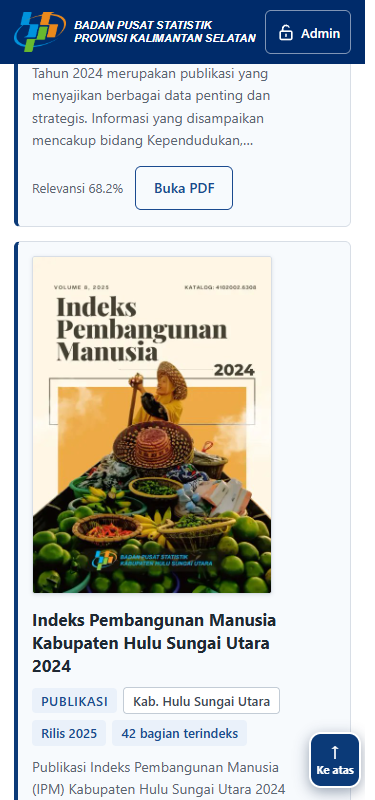 BADAN PUSAT STATISTIK
PROVINSI KALIMANTAN SELATAN
Admin
Tahun 2024 merupakan publikasi yang
menyajikan berbagai data penting dan
strategis. Informasi yang disampaikan
mencakup bidang Kependudukan,...
Relevansi 68.2%
Buka PDF
VOLUME 8, 2025
KATALOG: 4102002.6308
Indeks
Pembangunan
Manusia
2024
BADAN PUSAT STATISTIK
KABUPATEN HULU SUNGAI UTARA
Indeks Pembangunan Manusia
Kabupaten Hulu Sungai Utara
2024
PUBLIKASI
Kab. Hulu Sungai Utara
Rilis 2025
42 bagian terindeks
Publikasi Indeks Pembangunan Manusia
(IPM) Kabupaten Hulu Sungai Utara 2024
↑
Ke atas